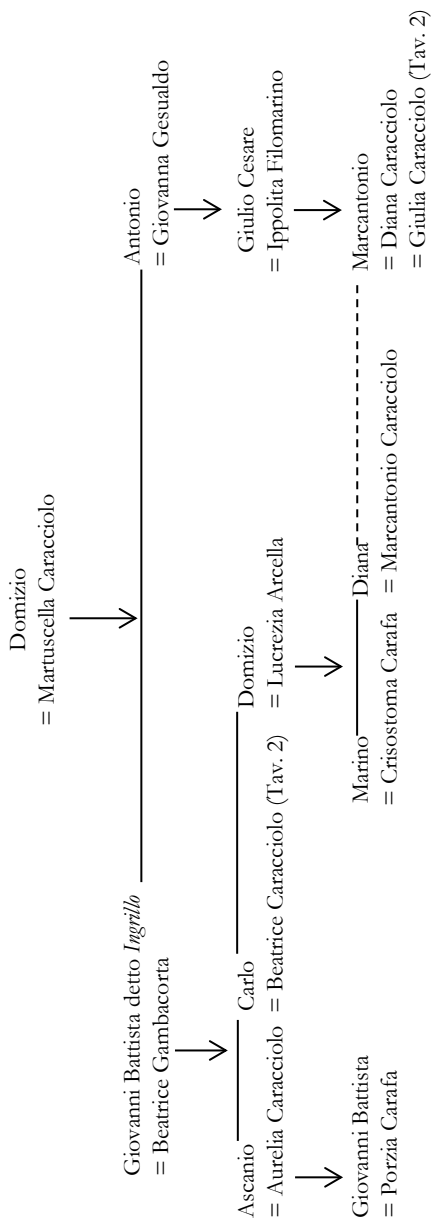 Domizio
= Martuscella Caracciolo
Giovanni Battista detto Ingrillo
= Beatrice Gambacorta
Antonio
= Giovanna Gesualdo
Ascanio
= Aurelia Caracciolo
Carlo
= Beatrice Caracciolo (Tav. 2)
Domizio
= Lucrezia Arcella
Giulio Cesare
= Ippolita Filomarino
Giovanni Battista
= Porzia Carafa
Marino
= Crisostoma Carafa
Diana
= Marcantonio Caracciolo
Marcantonio
= Diana Caracciolo
= Giulia Caracciolo (Tav. 2)